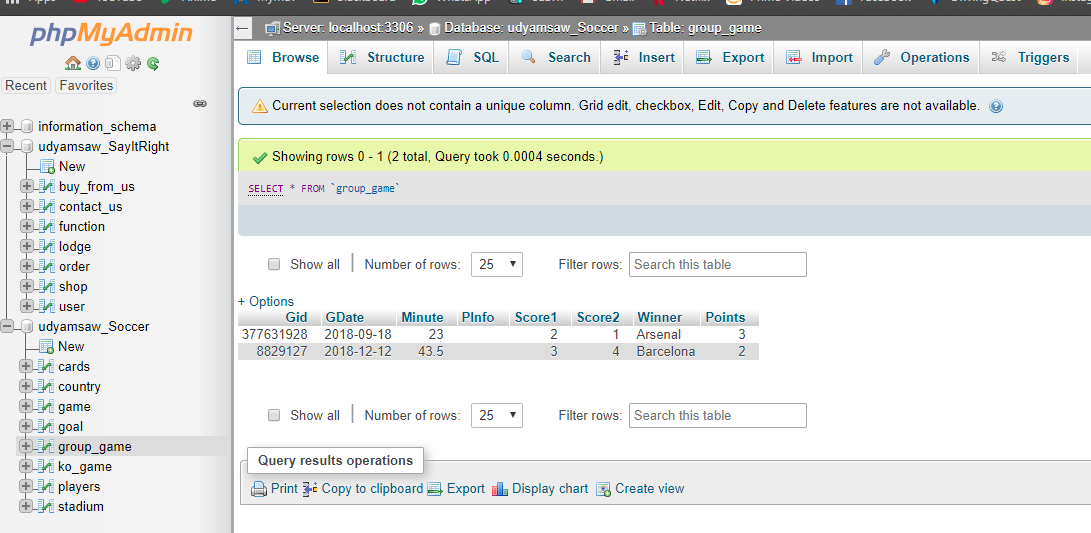 Apps
phpMyAdmin
Recent Favorites
information_schema
udyamsaw_SayItRight
New
buy_from_us
contact_us
function
lodge
order
shop
user
udyamsaw_Soccer
New
cards
country
game
goal
group_game
ko_game
players
stadium
Server: localhost:3306 » Database: udyamsaw_Soccer » Table: group_game
Browse Structure SQL Search Insert Export Import Operations Triggers
Current selection does not contain a unique column. Grid edit, checkbox, Edit, Copy and Delete features are not available.
Showing rows 0 - 1 (2 total, Query took 0.0004 seconds.)
SELECT * FROM `group_game`
Show all Number of rows: 25 Filter rows: Search this table
+ Options
Gid GDate Minute PInfo Score1 Score2 Winner Points
377631928 2018-09-18 23 2 1 Arsenal 3
8829127 2018-12-12 43.5 3 4 Barcelona 2
Show all Number of rows: 25 Filter rows: Search this table
Query results operations
Print Copy to clipboard Export Display chart Create view